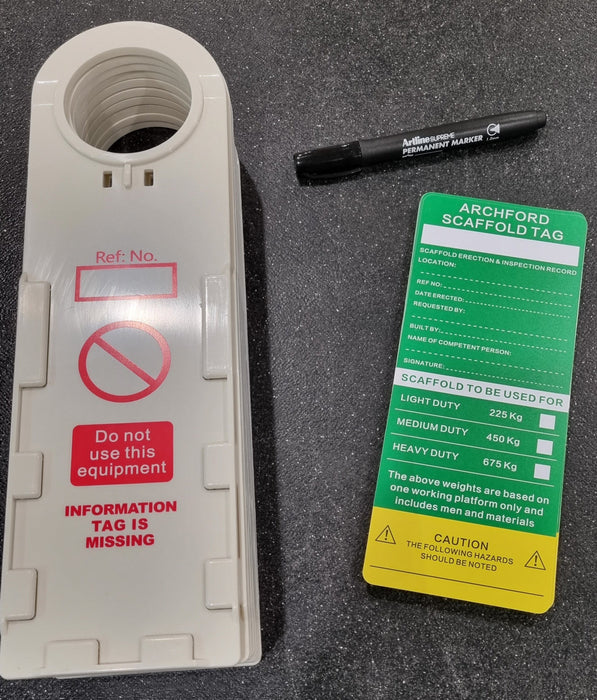 Ref: No.
Do not
use this
equipment
INFORMATION
TAG IS
MISSING
Artline SUPREME
PERMANENT MARKER
ARCHFORD
SCAFFOLD TAG
SCAFFOLD ERECTION & INSPECTION RECORD
LOCATION:
REF NO:
DATE ERECTED:
REQUESTED BY:
BUILT BY:
NAME OF COMPETENT PERSON:
SIGNATURE:
SCAFFOLD TO BE USED FOR
LIGHT DUTY 225 Kg
MEDIUM DUTY 450 Kg
HEAVY DUTY 675 Kg
The above weights are based on
one working platform only and
includes men and materials
CAUTION
THE FOLLOWING HAZARDS
SHOULD BE NOTED